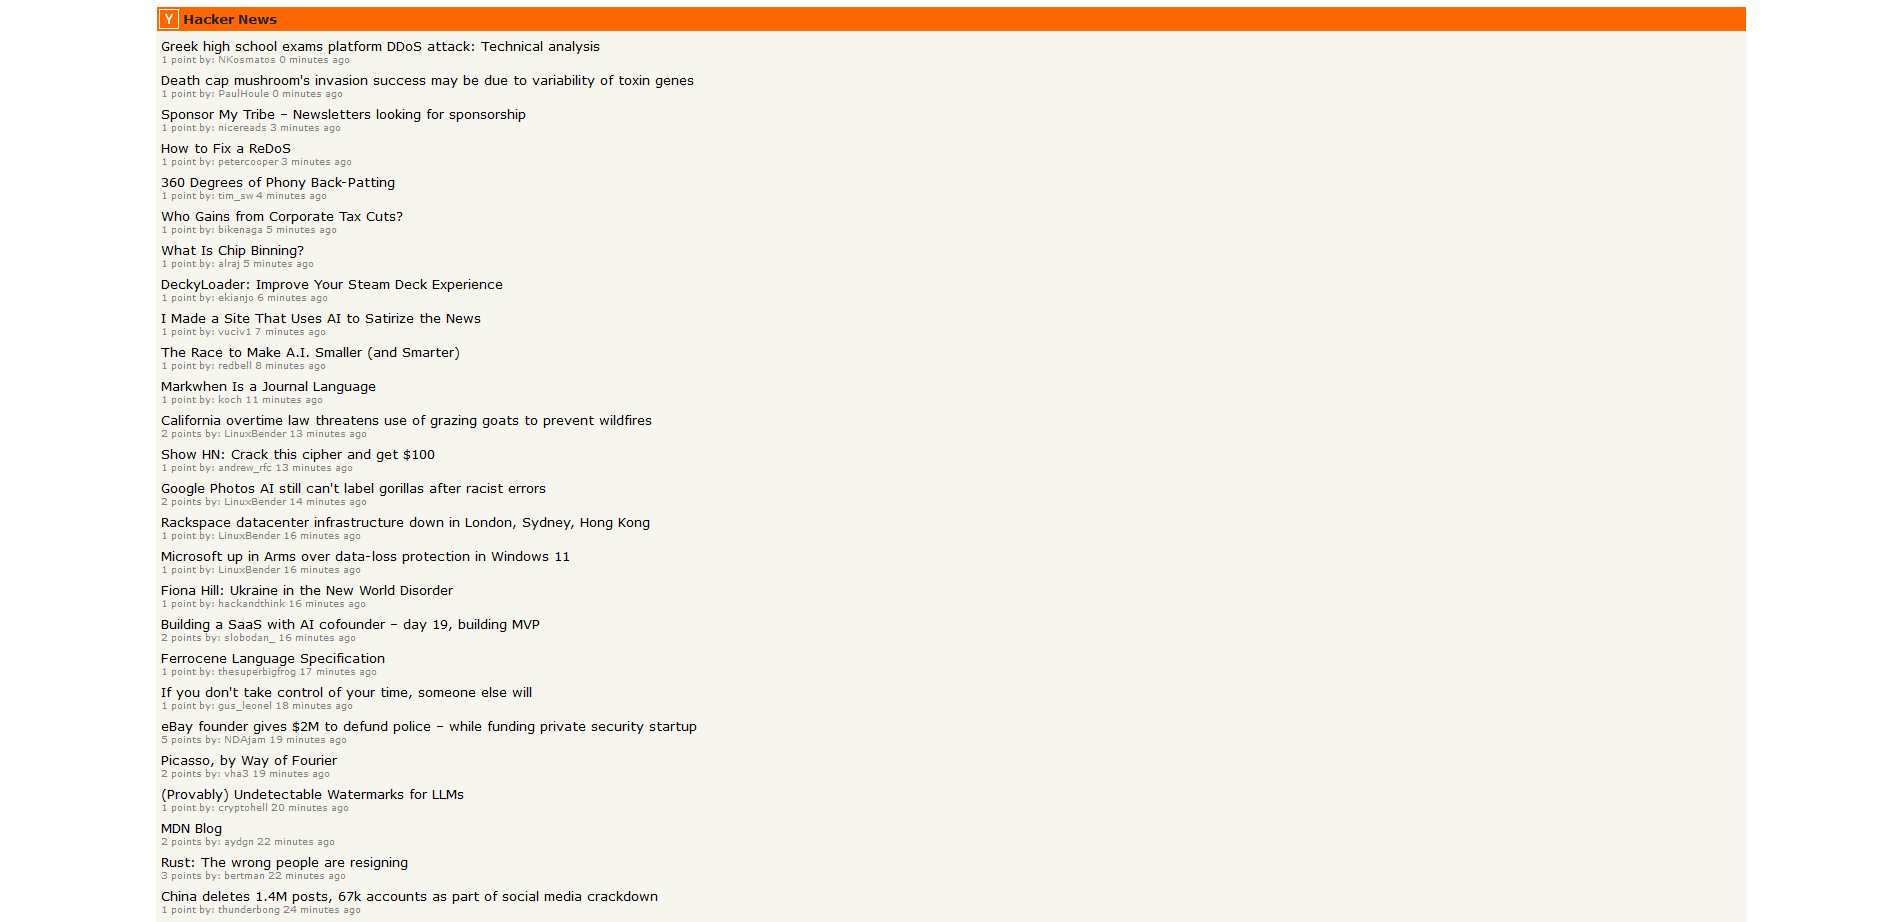 Y Hacker News
Greek high school exams platform DDoS attack: Technical analysis
1 point by: NKosmatos 0 minutes ago
Death cap mushroom's invasion success may be due to variability of toxin genes
1 point by: PaulHoule 0 minutes ago
Sponsor My Tribe – Newsletters looking for sponsorship
1 point by: nicereads 3 minutes ago
How to Fix a ReDoS
1 point by: petercooper 3 minutes ago
360 Degrees of Phony Back-Patting
1 point by: tim_sw 4 minutes ago
Who Gains from Corporate Tax Cuts?
1 point by: bikenaga 5 minutes ago
What Is Chip Binning?
1 point by: alraj 5 minutes ago
DeckyLoader: Improve Your Steam Deck Experience
1 point by: ekianjo 6 minutes ago
I Made a Site That Uses AI to Satirize the News
1 point by: vuciv1 7 minutes ago
The Race to Make A.I. Smaller (and Smarter)
1 point by: redbell 8 minutes ago
Markwhen Is a Journal Language
1 point by: koch 11 minutes ago
California overtime law threatens use of grazing goats to prevent wildfires
2 points by: LinuxBender 13 minutes ago
Show HN: Crack this cipher and get $100
1 point by: andrew_rfc 13 minutes ago
Google Photos AI still can't label gorillas after racist errors
2 points by: LinuxBender 14 minutes ago
Rackspace datacenter infrastructure down in London, Sydney, Hong Kong
1 point by: LinuxBender 16 minutes ago
Microsoft up in Arms over data-loss protection in Windows 11
1 point by: LinuxBender 16 minutes ago
Fiona Hill: Ukraine in the New World Disorder
1 point by: hackandthink 16 minutes ago
Building a SaaS with AI cofounder – day 19, building MVP
2 points by: slobodan_ 16 minutes ago
Ferrocene Language Specification
1 point by: thesuperbigfrog 17 minutes ago
If you don't take control of your time, someone else will
1 point by: gus_leonel 18 minutes ago
eBay founder gives $2M to defund police – while funding private security startup
5 points by: NDAjam 19 minutes ago
Picasso, by Way of Fourier
2 points by: vha3 19 minutes ago
(Provably) Undetectable Watermarks for LLMs
1 point by: cryptohell 20 minutes ago
MDN Blog
2 points by: aydgn 22 minutes ago
Rust: The wrong people are resigning
3 points by: bertman 22 minutes ago
China deletes 1.4M posts, 67k accounts as part of social media crackdown
1 point by: thunderbong 24 minutes ago